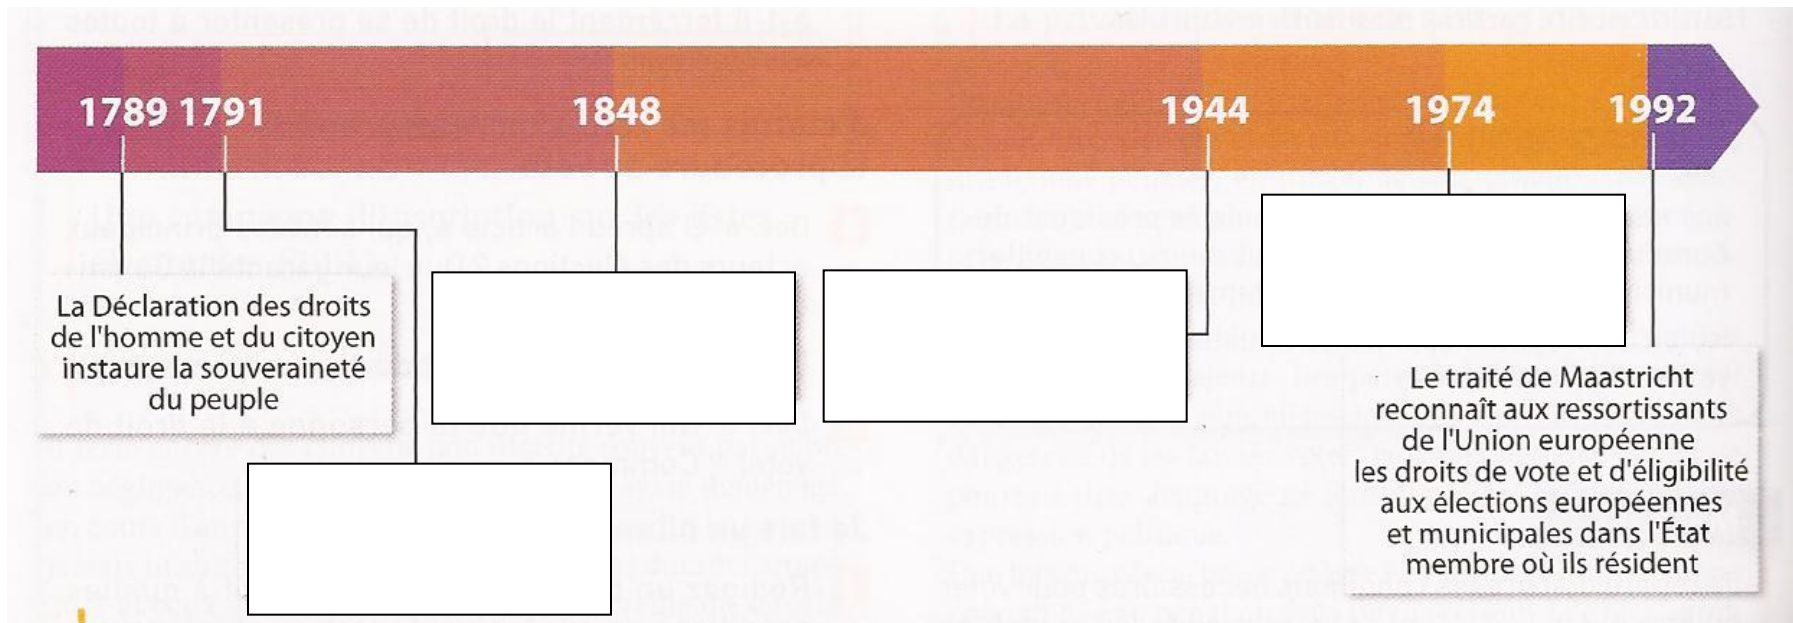 1789 1791 1848 1944 1974 1992
La Déclaration des droits
de l'homme et du citoyen
instaure la souveraineté
du peuple
Le traité de Maastricht
reconnaît aux ressortissants
de l'Union européenne
les droits de vote et d'éligibilité
aux élections européennes
et municipales dans l'État
membre où ils résident